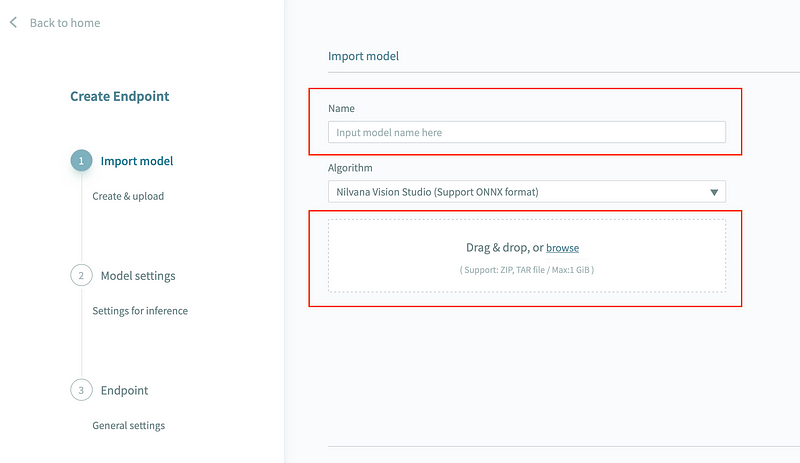 Back to home
Create Endpoint
1 Import model
Create & upload
2 Model settings
Settings for inference
3 Endpoint
General settings
Import model
Name
Input model name here
Algorithm
Nilvana Vision Studio (Support ONNX format)
Drag & drop, or browse
( Support: ZIP, TAR file / Max:1 GiB )